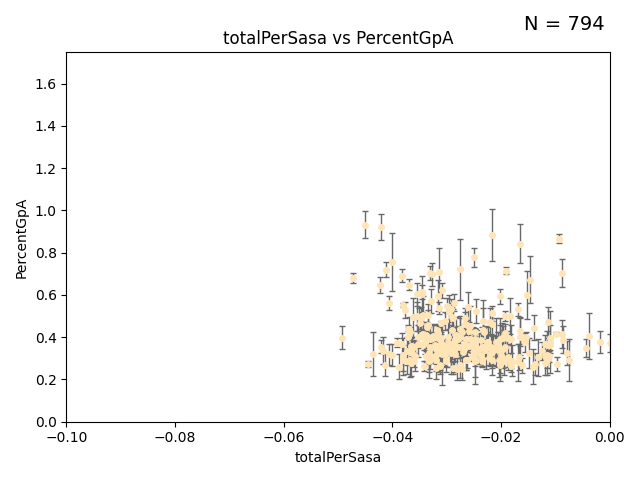 N = 794
totalPerSasa vs PercentGpA
PercentGpA
1.6
1.4
1.2
1.0
0.8
0.6
0.4
0.2
0.0
−0.10 −0.08 −0.06 −0.04 −0.02 0.00
totalPerSasa